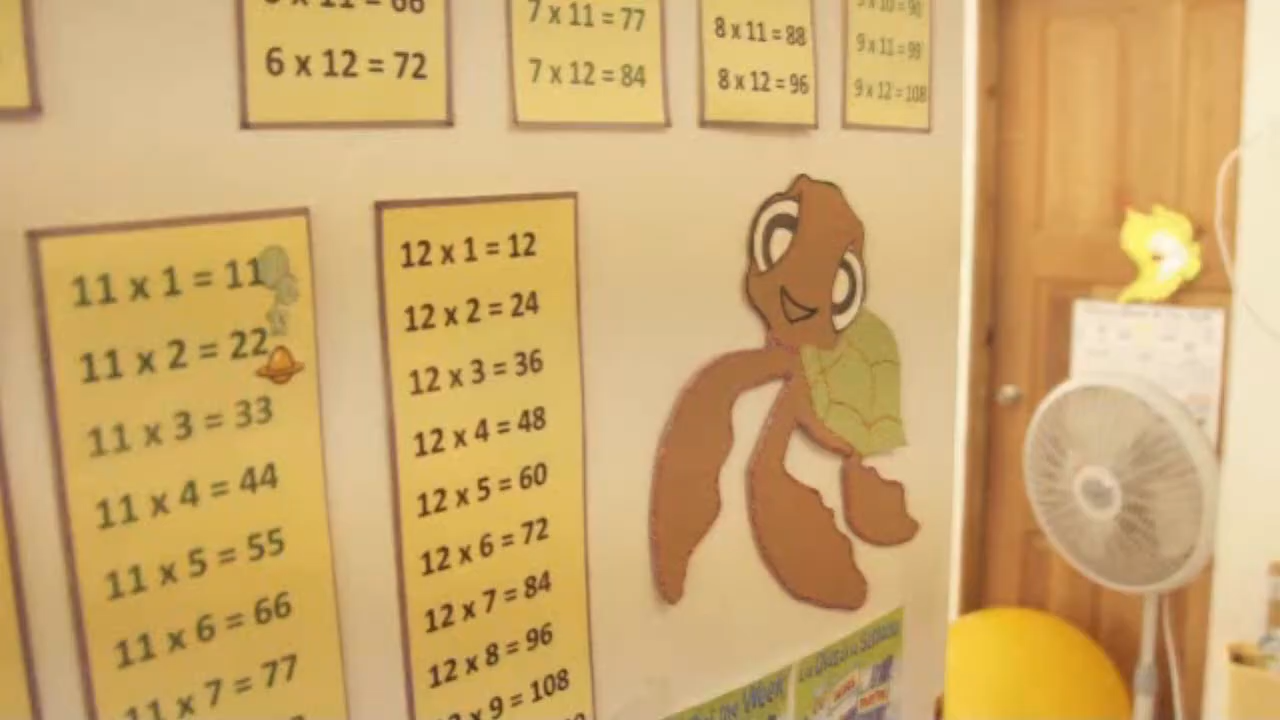 6 x 12 = 72
7 x 11 = 77
7 x 12 = 84
8 x 11 = 88
8 x 12 = 96
9 x 11 = 99
9 x 12 = 108
11 x 1 = 11
11 x 2 = 22
11 x 3 = 33
11 x 4 = 44
11 x 5 = 55
11 x 6 = 66
11 x 7 = 77
12 x 1 = 12
12 x 2 = 24
12 x 3 = 36
12 x 4 = 48
12 x 5 = 60
12 x 6 = 72
12 x 7 = 84
12 x 8 = 96
x 9 = 108
the Week